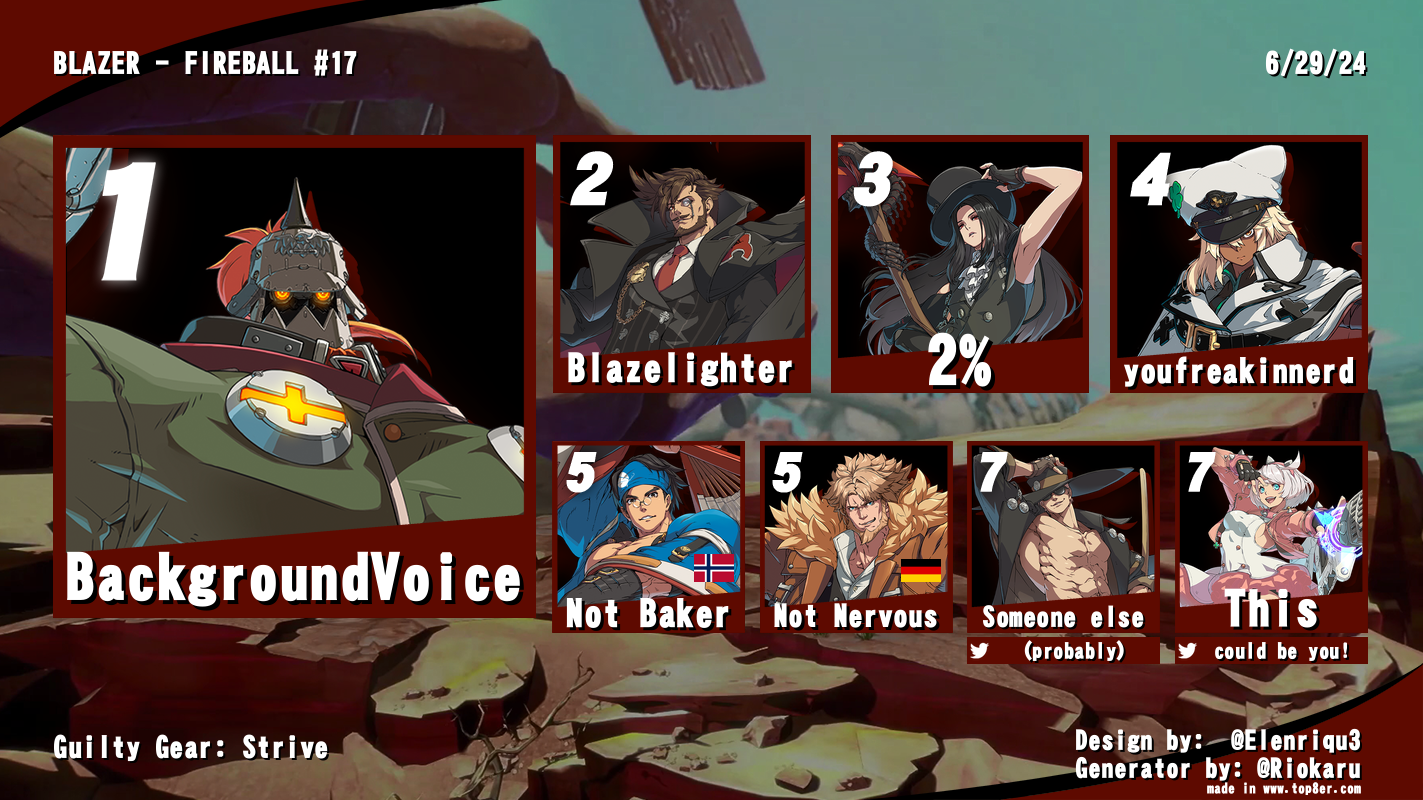 BLAZER - FIREBALL #17
6/29/24
1
BackgroundVoice
2
Blazelighter
3
2%
4
youfreakinnerd
5
Not Baker
5
Not Nervous
7
Someone else
(probably)
7
This
could be you!
Guilty Gear: Strive
Design by: @Elenriqu3
Generator by: @Riokaru
made in www.top8er.com